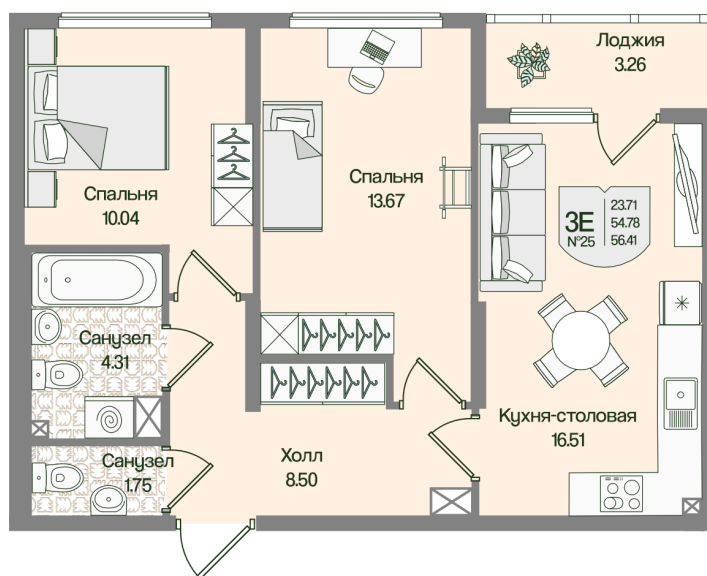 Лоджия
3.26
Спальня
10.04
Спальня
13.67
3Е
№25
23.71
54.78
56.41
Санузел
4.31
Кухня-столовая
16.51
Холл
8.50
Санузел
1.75